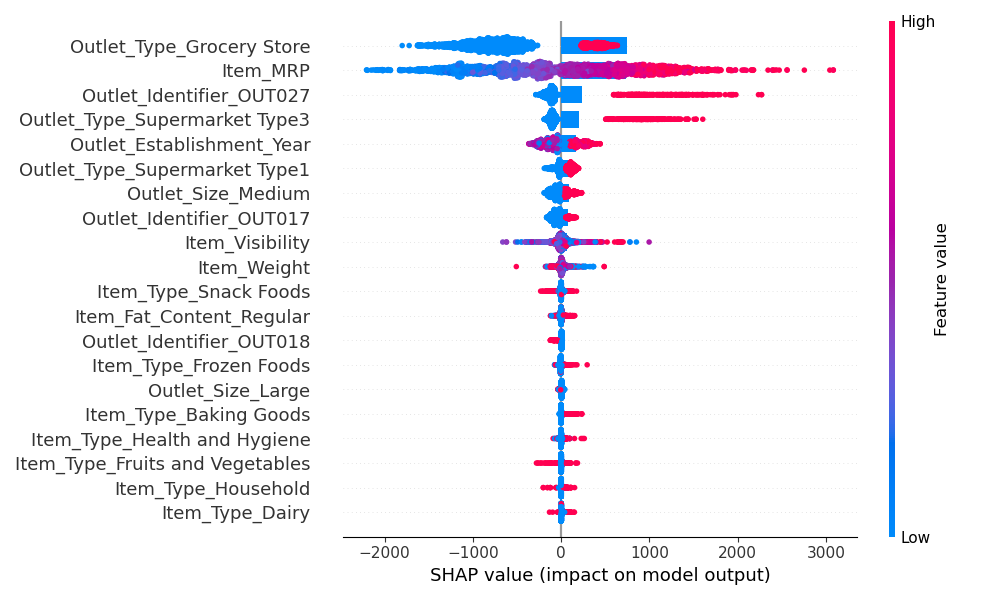 High
Outlet_Type_Grocery Store
Item_MRP
Outlet_Identifier_OUT027
Outlet_Type_Supermarket Type3
Outlet_Establishment_Year
Outlet_Type_Supermarket Type1
Outlet_Size_Medium
Outlet_Identifier_OUT017
Item_Visibility
Item_Weight
Item_Type_Snack Foods
Item_Fat_Content_Regular
Outlet_Identifier_OUT018
Item_Type_Frozen Foods
Outlet_Size_Large
Item_Type_Baking Goods
Item_Type_Health and Hygiene
Item_Type_Fruits and Vegetables
Item_Type_Household
Item_Type_Dairy
Feature value
Low
−2000 −1000 0 1000 2000 3000
SHAP value (impact on model output)